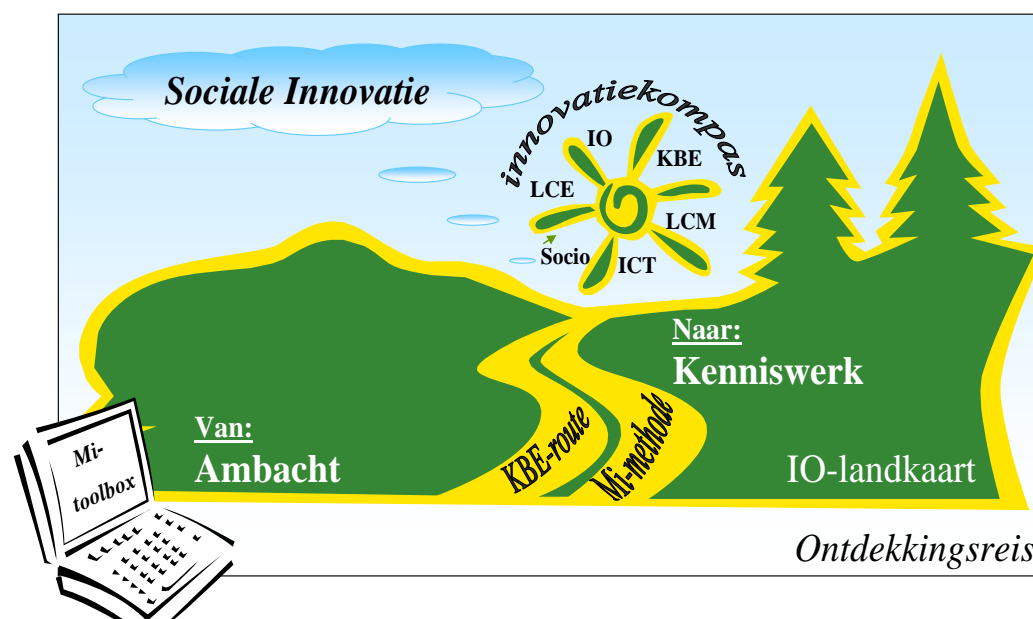 Sociale Innovatie
innovatiekompas
IO
KBE
LCE
LCM
Socio
ICT
Naar:
Kenniswerk
Van:
Ambacht
KBE-route
Mi-methode
IO-landkaart
Mi-
toolbox
Ontdekkingsreis